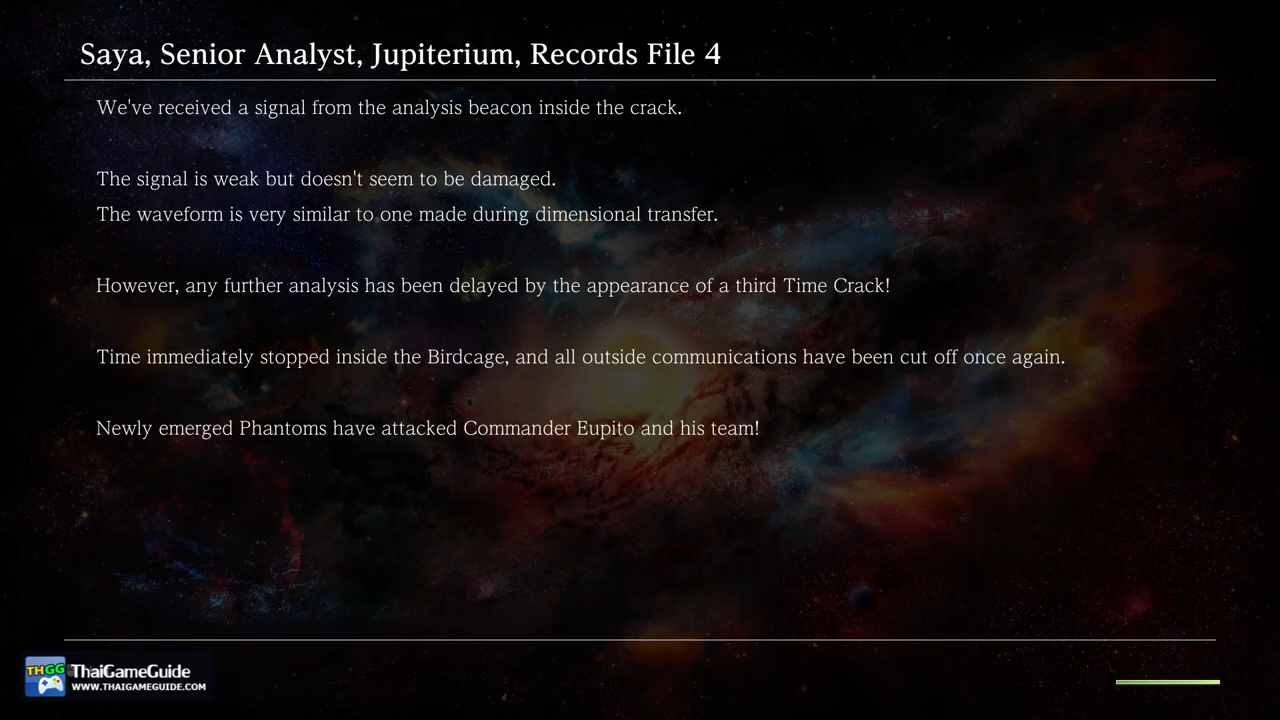 Saya, Senior Analyst, Jupiterium, Records File 4
We've received a signal from the analysis beacon inside the crack.
The signal is weak but doesn't seem to be damaged.
The waveform is very similar to one made during dimensional transfer.
However, any further analysis has been delayed by the appearance of a third Time Crack!
Time immediately stopped inside the Birdcage, and all outside communications have been cut off once again.
Newly emerged Phantoms have attacked Commander Eupito and his team!
THGG ThaiGameGuide
WWW.THAIGAMEGUIDE.COM